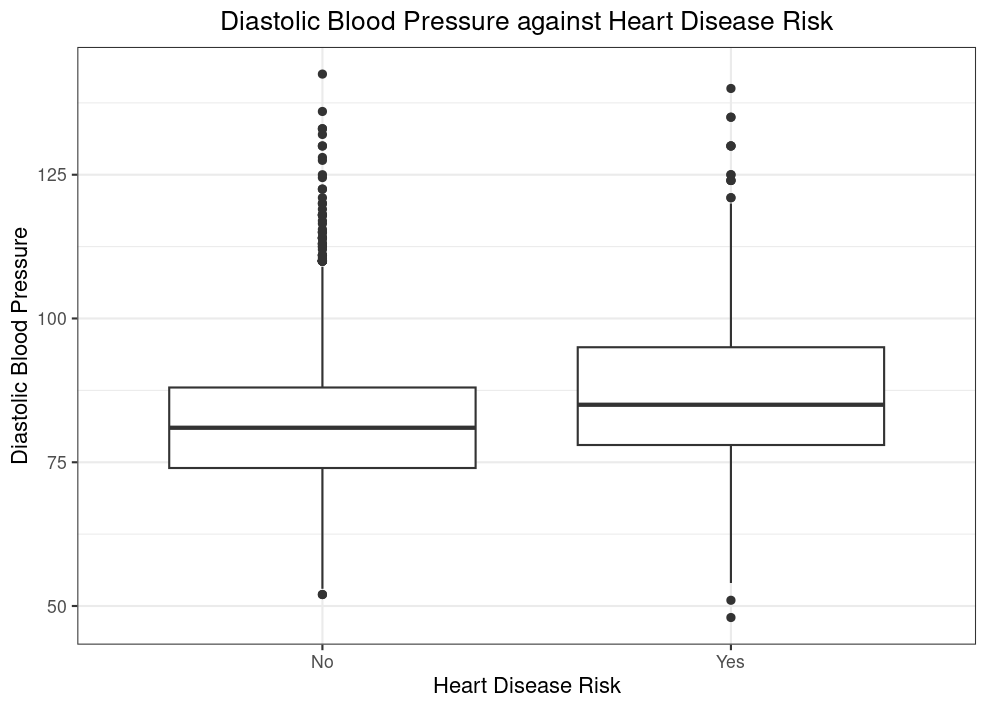 Diastolic Blood Pressure against Heart Disease Risk
Diastolic Blood Pressure
125
100
75
50
No
Yes
Heart Disease Risk